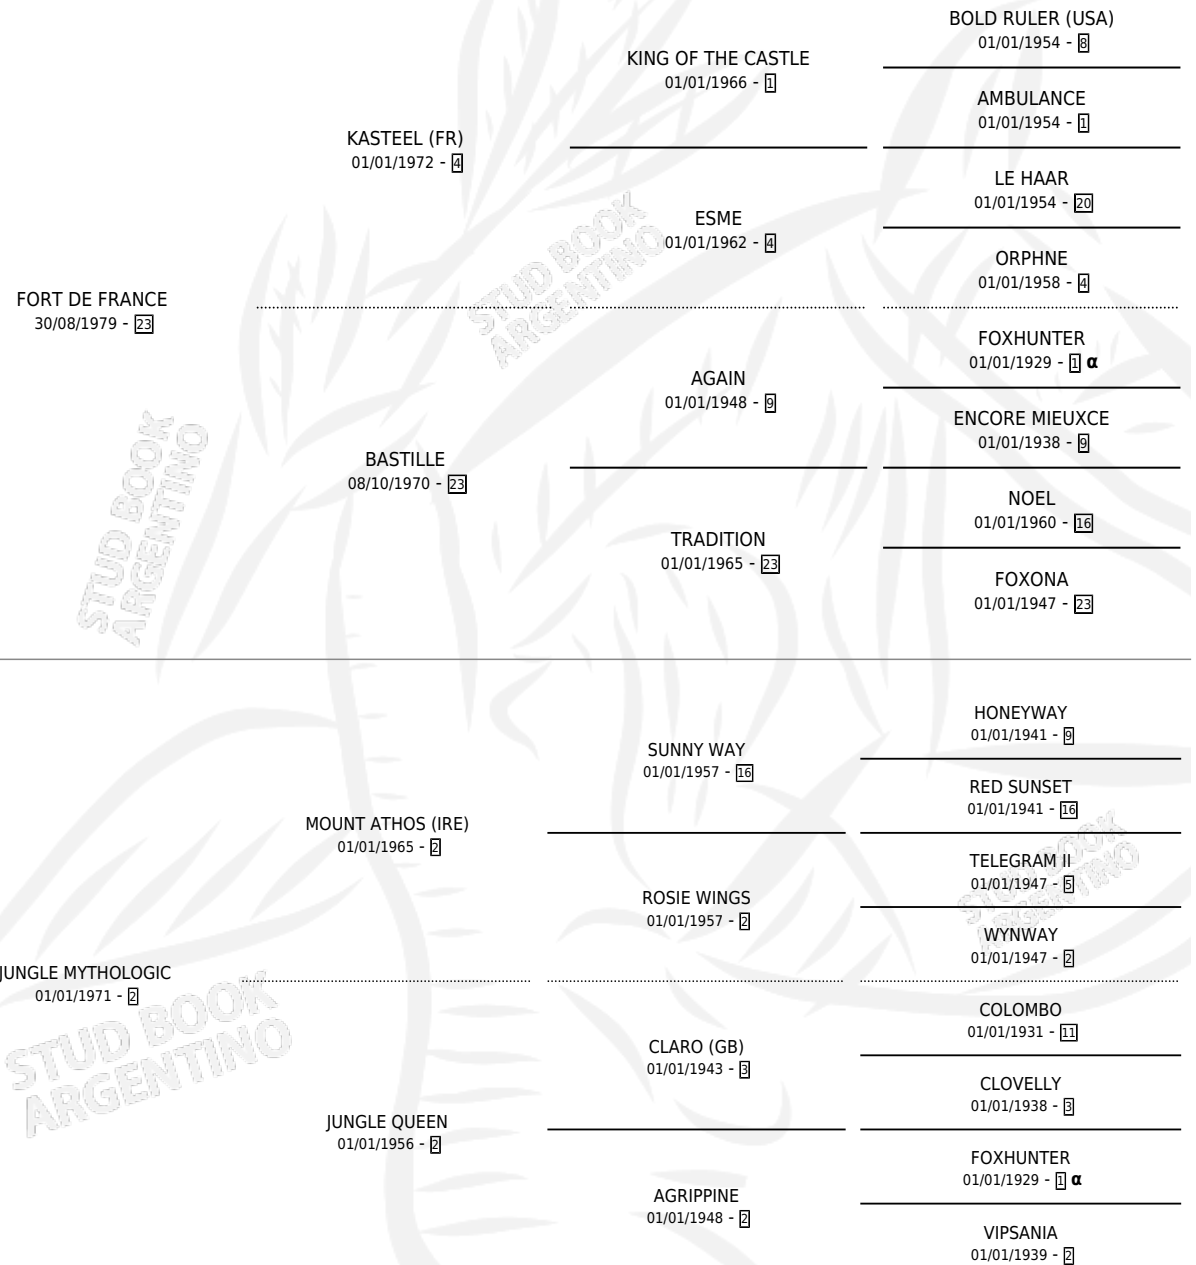 BOLD RULER (USA)
01/01/1954 - 8
KING OF THE CASTLE
01/01/1966 - 1
AMBULANCE
01/01/1954 - 1
KASTEEL (FR)
01/01/1972 - 4
LE HAAR
01/01/1954 - 20
ESME
01/01/1962 - 4
ORPHNE
01/01/1958 - 4
FORT DE FRANCE
30/08/1979 - 23
FOXHUNTER
01/01/1929 - 1 α
AGAIN
01/01/1948 - 9
ENCORE MIEUXCE
01/01/1938 - 9
BASTILLE
08/10/1970 - 23
NOEL
01/01/1960 - 16
TRADITION
01/01/1965 - 23
FOXONA
01/01/1947 - 23
HONEYWAY
01/01/1941 - 9
SUNNY WAY
01/01/1957 - 16
RED SUNSET
01/01/1941 - 16
MOUNT ATHOS (IRE)
01/01/1965 - 2
TELEGRAM II
01/01/1947 - 5
ROSIE WINGS
01/01/1957 - 2
WYNWAY
01/01/1947 - 2
JUNGLE MYTHOLOGIC
01/01/1971 - 2
COLOMBO
01/01/1931 - 11
CLARO (GB)
01/01/1943 - 3
CLOVELLY
01/01/1938 - 3
JUNGLE QUEEN
01/01/1956 - 2
FOXHUNTER
01/01/1929 - 1 α
AGRIPPINE
01/01/1948 - 2
VIPSANIA
01/01/1939 - 2
STUD BOOK
ARGENTINO
STUD BOOK
ARGENTINO
STUD BOOK
ARGENTINO
STUD BOOK
ARGENTINO